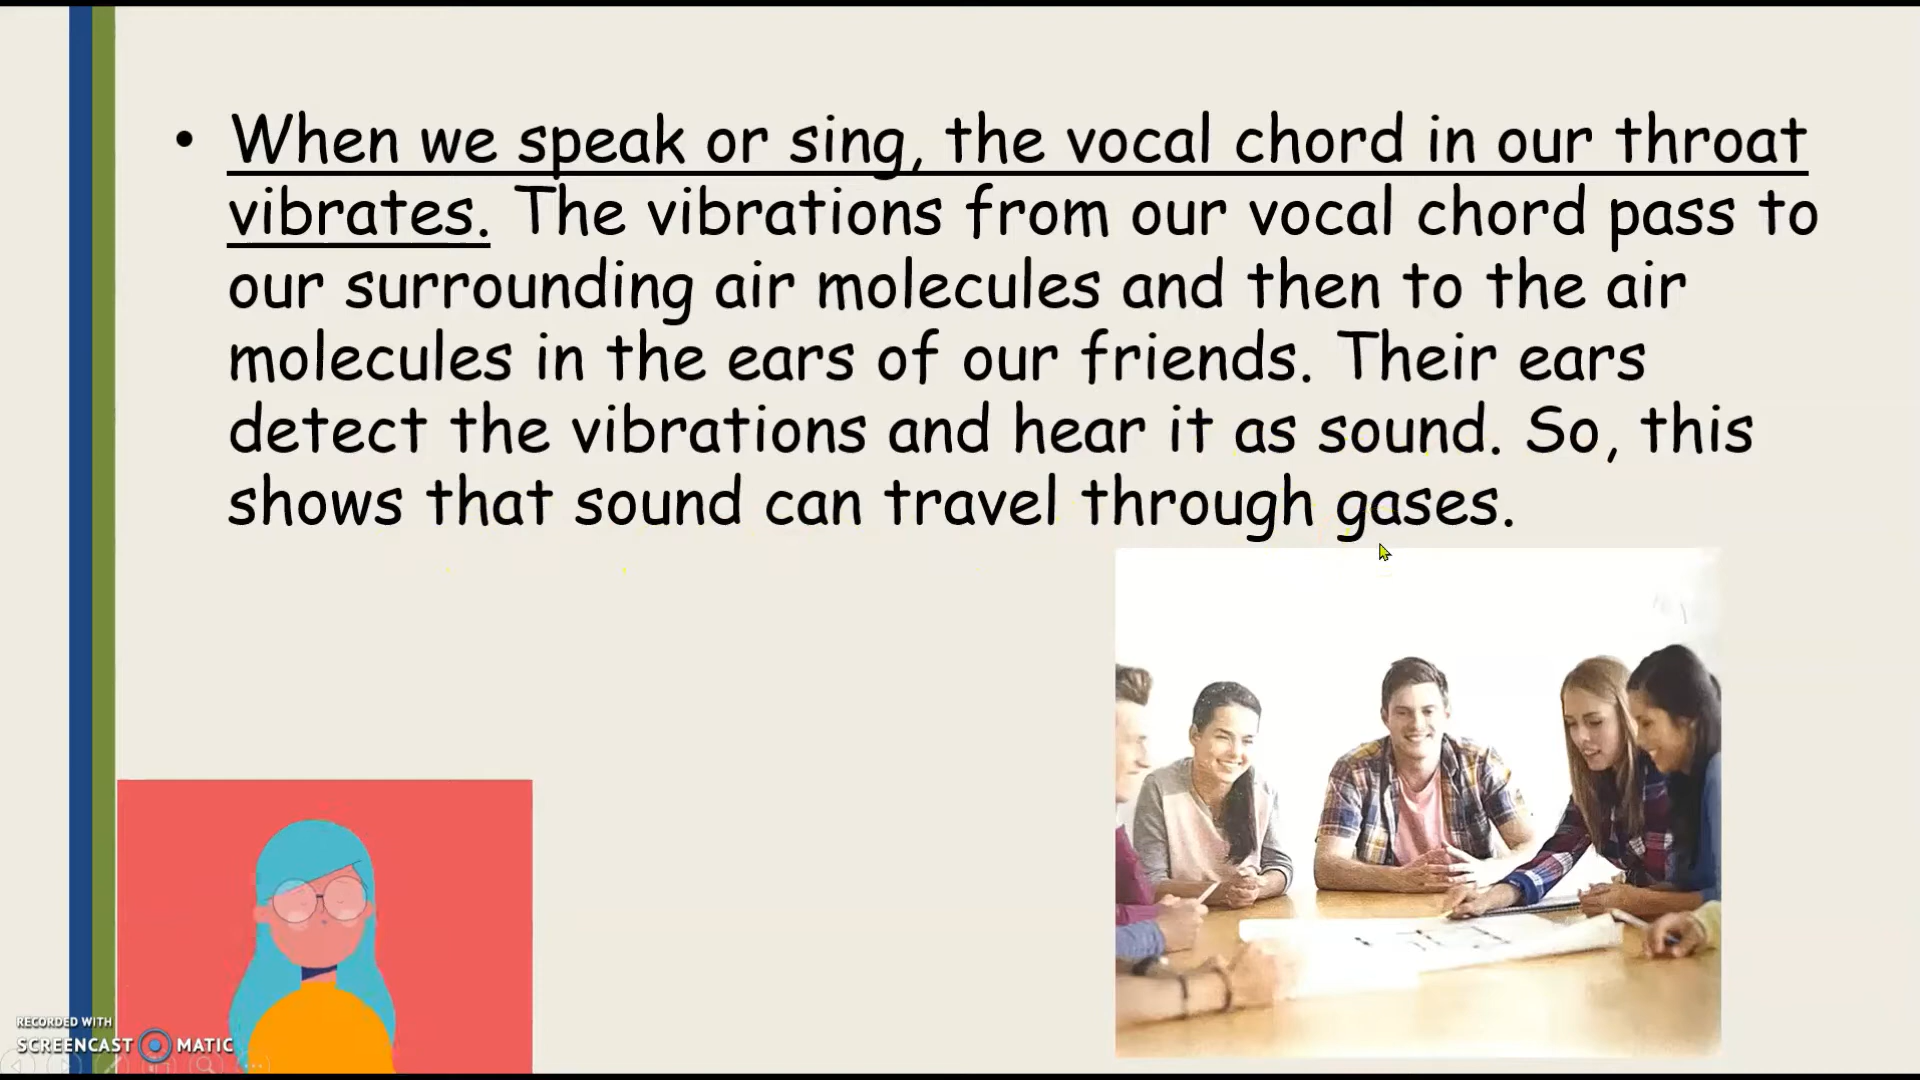 • When we speak or sing, the vocal chord in our throat
vibrates. The vibrations from our vocal chord pass to
our surrounding air molecules and then to the air
molecules in the ears of our friends. Their ears
detect the vibrations and hear it as sound. So, this
shows that sound can travel through gases.
RECORDED WITH
SCREENCAST MATIC